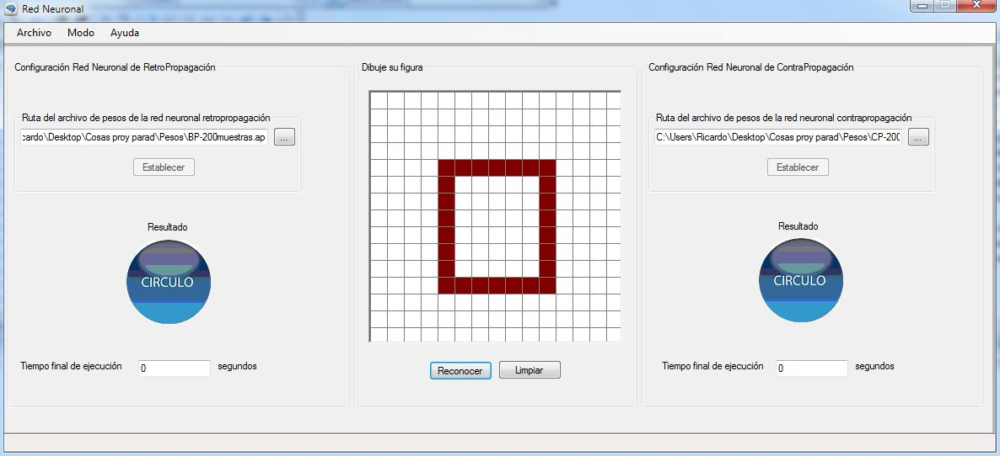 Red Neuronal
Archivo Modo Ayuda
Configuración Red Neuronal de RetroPropagación
Ruta del archivo de pesos de la red neuronal retropropagación
cardo\Desktop\Cosas proy parad\Pesos\BP-200muestras.ap
...
Establecer
Resultado
CIRCULO
Tiempo final de ejecución 0 segundos
Dibuje su figura
Reconocer Limpiar
Configuración Red Neuronal de ContraPropagación
Ruta del archivo de pesos de la red neuronal contrapropagación
C:\Users\Ricardo\Desktop\Cosas proy parad\Pesos\CP-200
...
Establecer
Resultado
CIRCULO
Tiempo final de ejecución 0 segundos